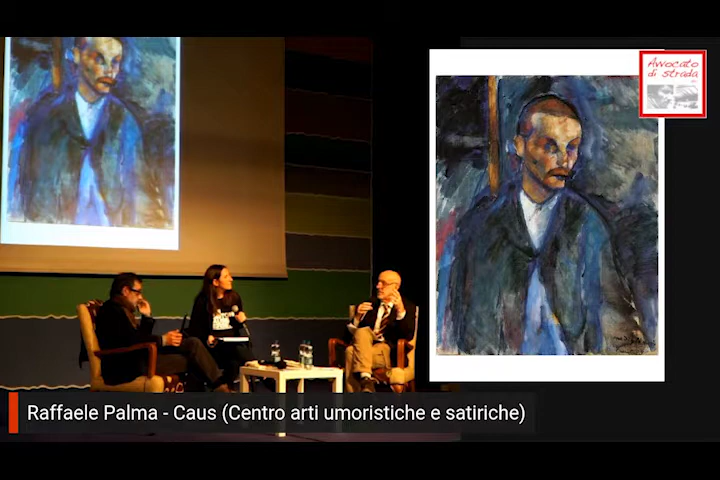 Avvocato
di strada
Raffaele Palma - Caus (Centro arti umoristiche e satiriche)